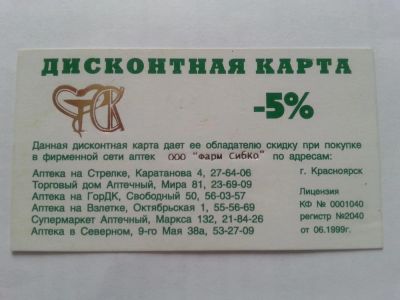 ДИСКОНТНАЯ КАРТА
-5%
Данная дисконтная карта дает ее обладателю скидку при покупке
в фирменной сети аптек ООО "Фарм Сибко" по адресам:
Аптека на Стрелке, Каратанова 4, 27-64-06
Торговый дом Аптечный, Мира 81, 23-69-09
Аптека на ГорДК, Свободный 50, 56-03-57
Аптека на Взлетке, Октябрьская 1, 55-56-69
Супермаркет Аптечный, Маркса 132, 21-84-26
Аптека в Северном, 9-го Мая 38а, 53-27-09
г. Красноярск
Лицензия
КФ № 0001040
регистр №2040
от 06.1999г.